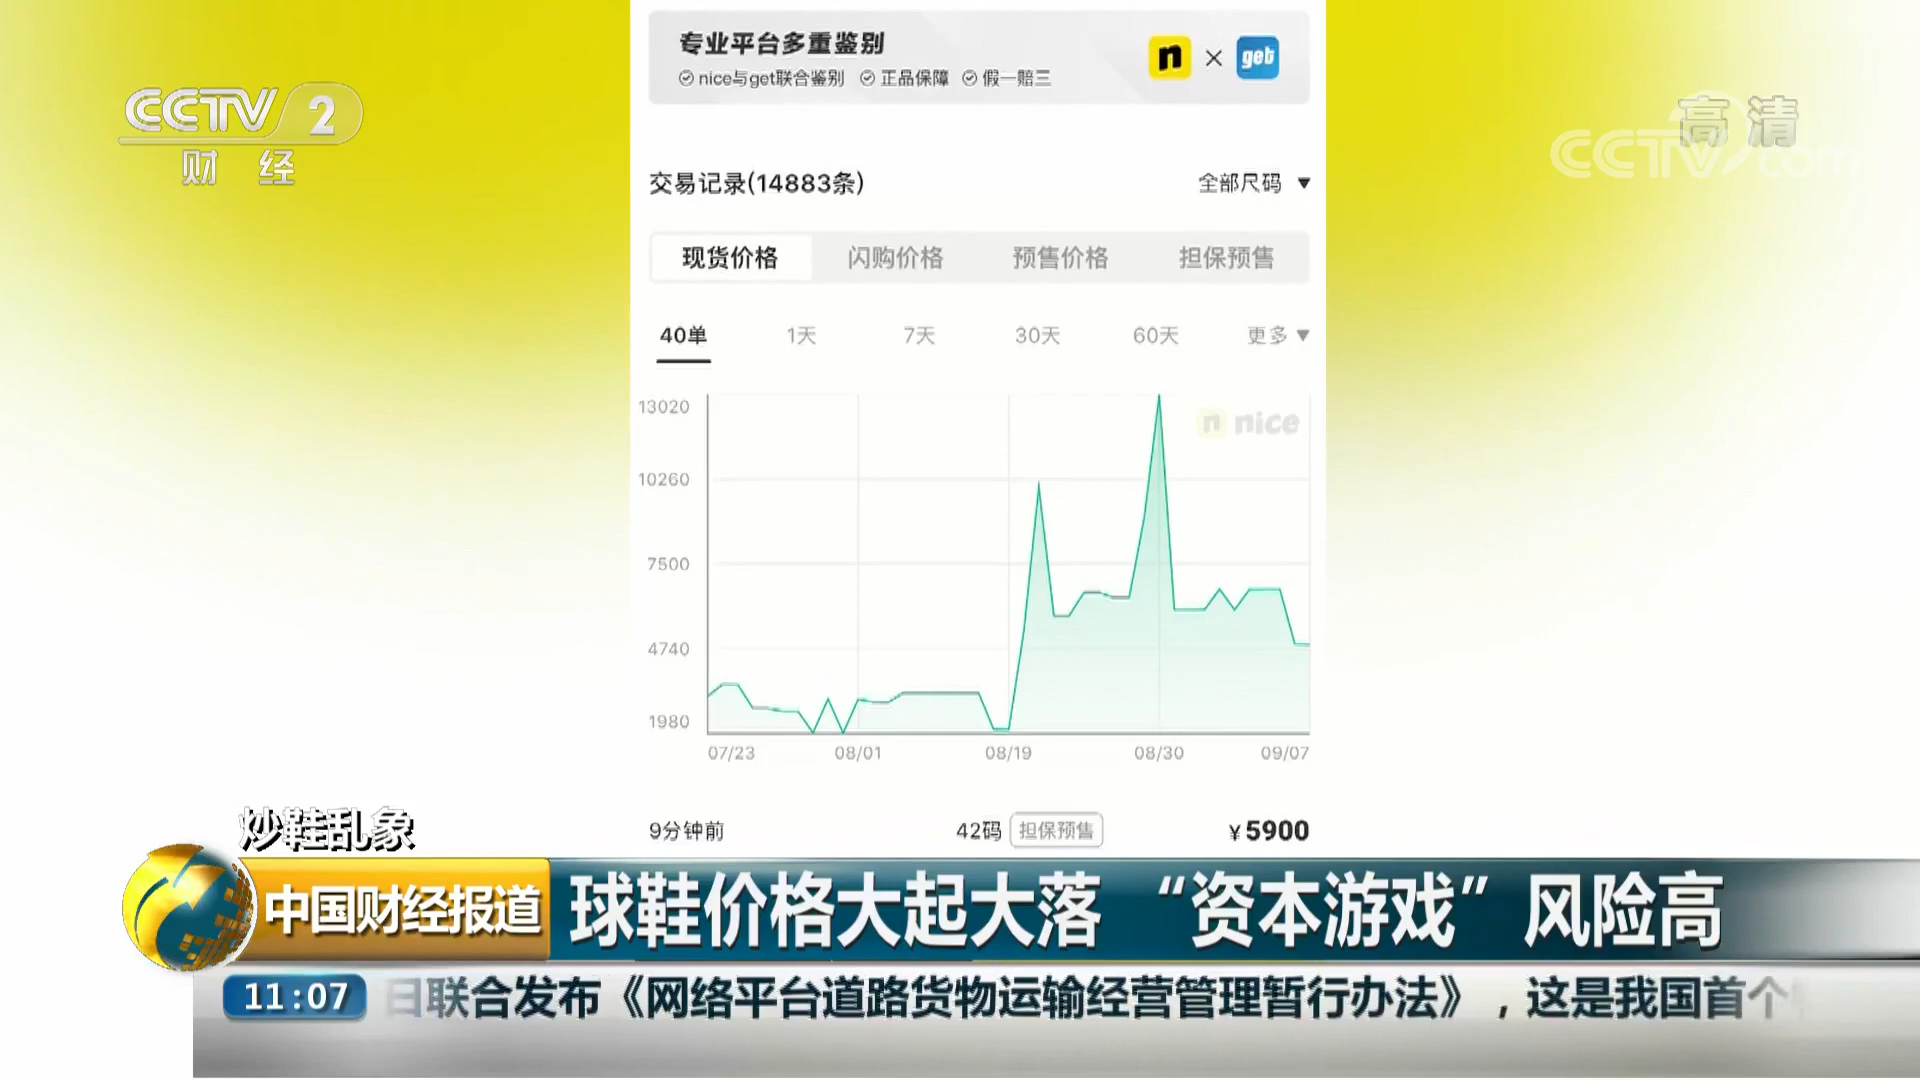 专业平台多重鉴别
nice与get联合鉴别 正品保障 假一赔三
n × get
CCTV 2
财 经
高清
CCTV.com
交易记录(14883条)
全部尺码 ▼
现货价格 闪购价格 预售价格 担保预售
40单 1天 7天 30天 60天 更多 ▼
n nice
13020
10260
7500
4740
1980
07/23 08/01 08/19 08/30 09/07
9分钟前 42码 担保预售 ¥5900
炒鞋乱象
中国财经报道
球鞋价格大起大落 “资本游戏”风险高
11:07
日联合发布《网络平台道路货物运输经营管理暂行办法》，这是我国首个